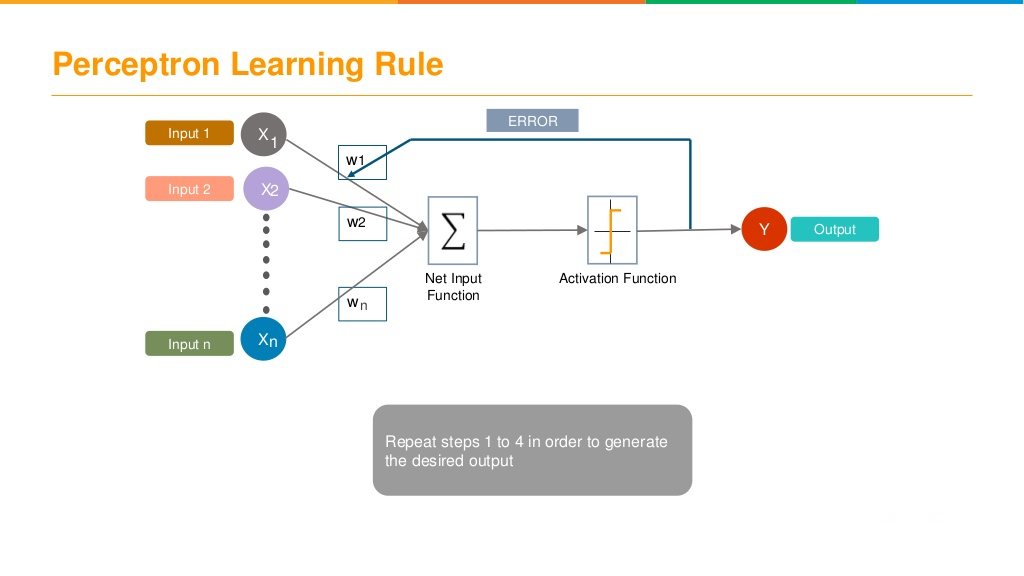 Perceptron Learning Rule
ERROR
Input 1
X1
w1
Input 2
X2
w2
∑
Y
Output
Net Input
Function
Activation Function
wn
Input n
Xn
Repeat steps 1 to 4 in order to generate
the desired output